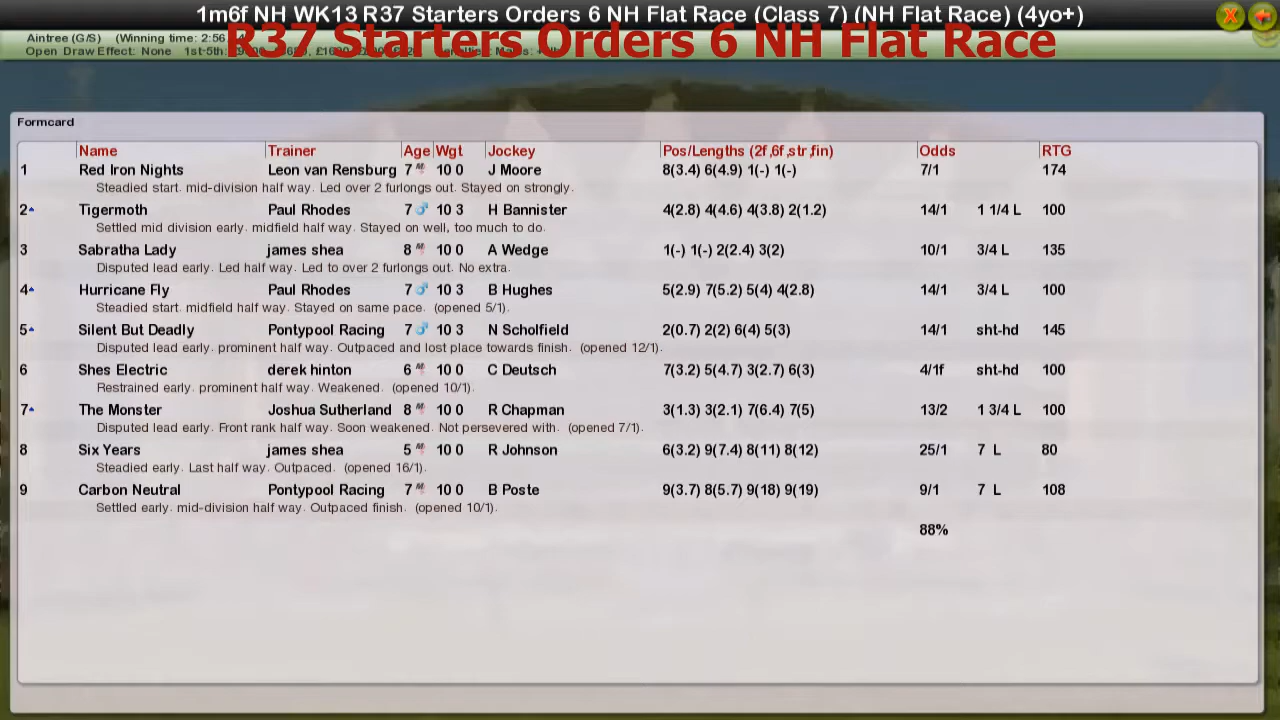 1m6f NH WK13 R37 Starters Orders 6 NH Flat Race (Class 7) (NH Flat Race) (4yo+)
R37 Starters Orders 6 NH Flat Race
Aintree (G/S) (Winning time: 2:56
Open Draw Effect: None 1st-5th:
Formcard
Name Trainer Age Wgt Jockey Pos/Lengths (2f,6f,str,fin) Odds RTG
1 Red Iron Nights Leon van Rensburg 7 10 0 J Moore 8(3.4) 6(4.9) 1(-) 1(-) 7/1 174
Steadied start. mid-division half way. Led over 2 furlongs out. Stayed on strongly.
2 Tigermoth Paul Rhodes 7 10 3 H Bannister 4(2.8) 4(4.6) 4(3.8) 2(1.2) 14/1 1 1/4 L 100
Settled mid division early. midfield half way. Stayed on well, too much to do.
3 Sabratha Lady james shea 8 10 0 A Wedge 1(-) 1(-) 2(2.4) 3(2) 10/1 3/4 L 135
Disputed lead early. Led half way. Led to over 2 furlongs out. No extra.
4 Hurricane Fly Paul Rhodes 7 10 3 B Hughes 5(2.9) 7(5.2) 5(4) 4(2.8) 14/1 3/4 L 100
Steadied start. midfield half way. Stayed on same pace. (opened 5/1).
5 Silent But Deadly Pontypool Racing 7 10 3 N Scholfield 2(0.7) 2(2) 6(4) 5(3) 14/1 sht-hd 145
Disputed lead early. prominent half way. Outpaced and lost place towards finish. (opened 12/1).
6 Shes Electric derek hinton 6 10 0 C Deutsch 7(3.2) 5(4.7) 3(2.7) 6(3) 4/1f sht-hd 100
Restrained early. prominent half way. Weakened. (opened 10/1).
7 The Monster Joshua Sutherland 8 10 0 R Chapman 3(1.3) 3(2.1) 7(6.4) 7(5) 13/2 1 3/4 L 100
Disputed lead early. Front rank half way. Soon weakened. Not persevered with. (opened 7/1).
8 Six Years james shea 5 10 0 R Johnson 6(3.2) 9(7.4) 8(11) 8(12) 25/1 7 L 80
Steadied early. Last half way. Outpaced. (opened 16/1).
9 Carbon Neutral Pontypool Racing 7 10 0 B Poste 9(3.7) 8(5.7) 9(18) 9(19) 9/1 7 L 108
Settled early. mid-division half way. Outpaced finish. (opened 10/1).
88%